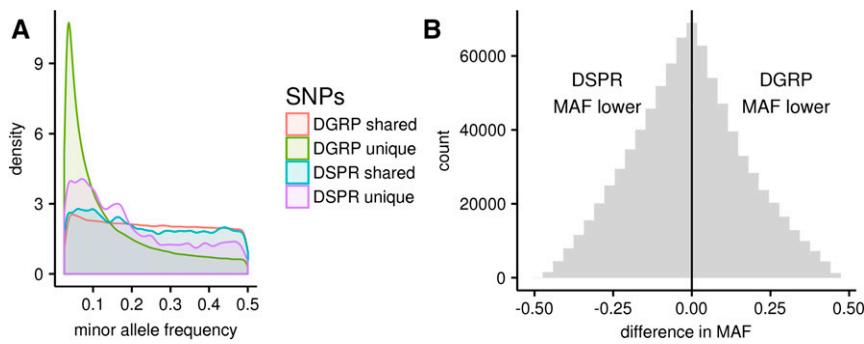 A
9
6
3
0
density
0.1 0.2 0.3 0.4 0.5
minor allele frequency
SNPs
DGRP shared
DGRP unique
DSPR shared
DSPR unique
B
60000
40000
20000
0
count
DSPR
MAF lower
DGRP
MAF lower
-0.50 -0.25 0.00 0.25 0.50
difference in MAF